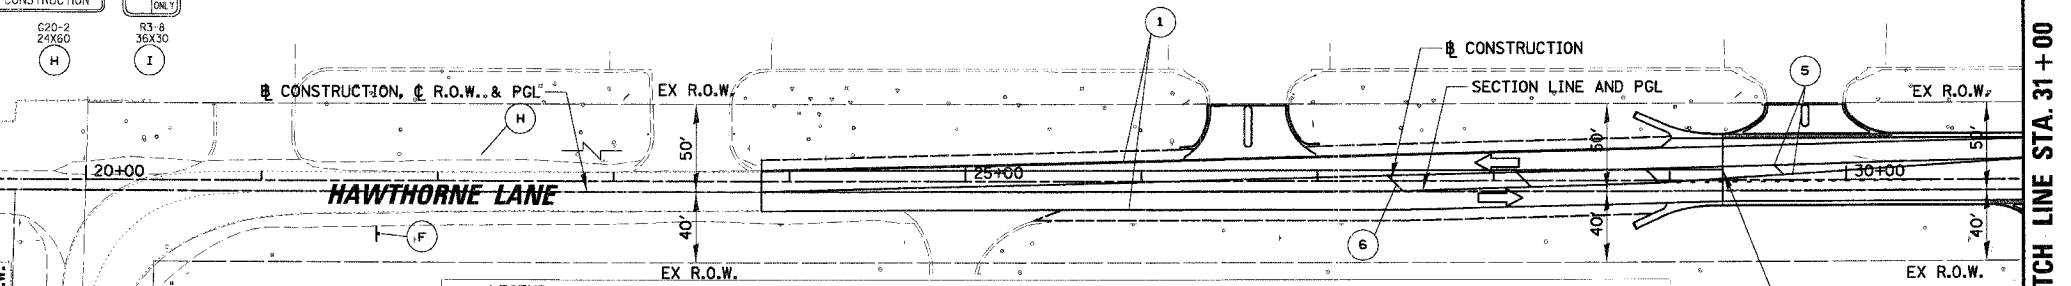 CONSTRUCTION
ONLY
G20-2
24X60
H
R3-8
36X30
I
1
℄ CONSTRUCTION
5
SECTION LINE AND PGL
℄ CONSTRUCTION, ℄ R.O.W. & PGL
EX R.O.W.
EX R.O.W.
H
50'
50'
50'
20+00
25+00
30+00
HAWTHORNE LANE
F
40'
40'
40'
6
EX R.O.W.
EX R.O.W.
TCH LINE STA. 31+00